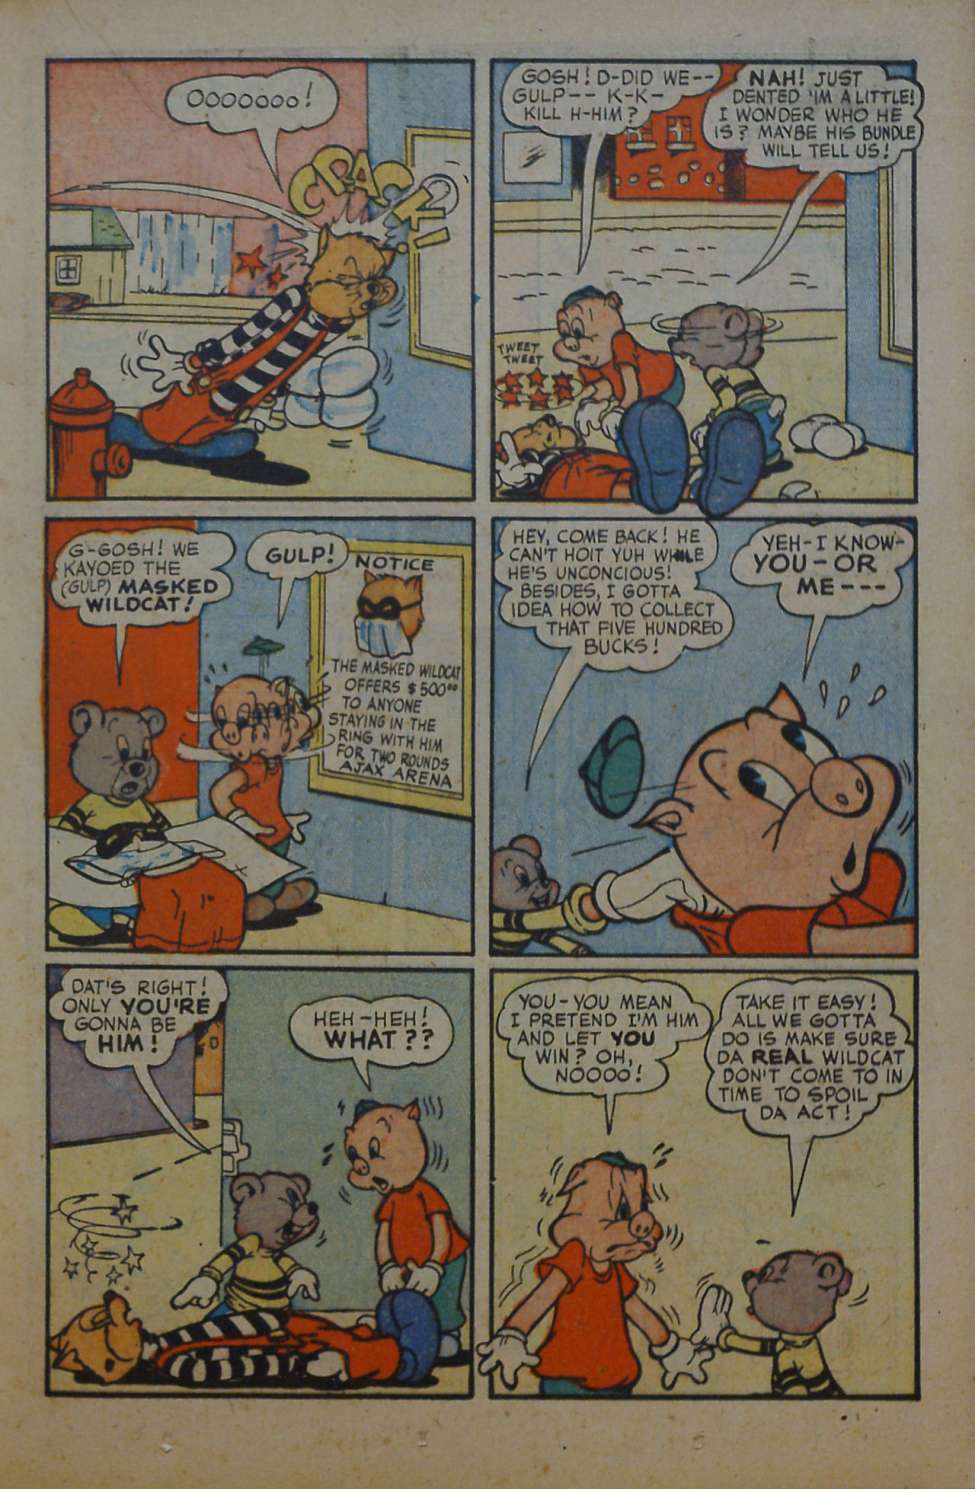 OOOOOOO!
CRACK!
GOSH! D-DID WE--
GULP-- K-K-
KILL H-HIM?
NAH! JUST
DENTED 'IM A LITTLE!
I WONDER WHO HE
IS? MAYBE HIS BUNDLE
WILL TELL US!
TWEET
TWEET
G-GOSH! WE
KAYOED THE
(GULP) MASKED
WILDCAT!
GULP!
NOTICE
THE MASKED WILDCAT
OFFERS $500.00
TO ANYONE
STAYING IN THE
RING WITH HIM
FOR TWO ROUNDS
AJAX ARENA
HEY, COME BACK! HE
CAN'T HOIT YUH WHILE
HE'S UNCONCIOUS!
BESIDES, I GOTTA
IDEA HOW TO COLLECT
THAT FIVE HUNDRED
BUCKS!
YEH-I KNOW-
YOU-OR
ME---
DAT'S RIGHT!
ONLY YOU'RE
GONNA BE
HIM!
HEH-HEH!
WHAT??
YOU-YOU MEAN
I PRETEND I'M HIM
AND LET YOU
WIN? OH,
NOOOO!
TAKE IT EASY!
ALL WE GOTTA
DO IS MAKE SURE
DA REAL WILDCAT
DON'T COME TO IN
TIME TO SPOIL
DA ACT!